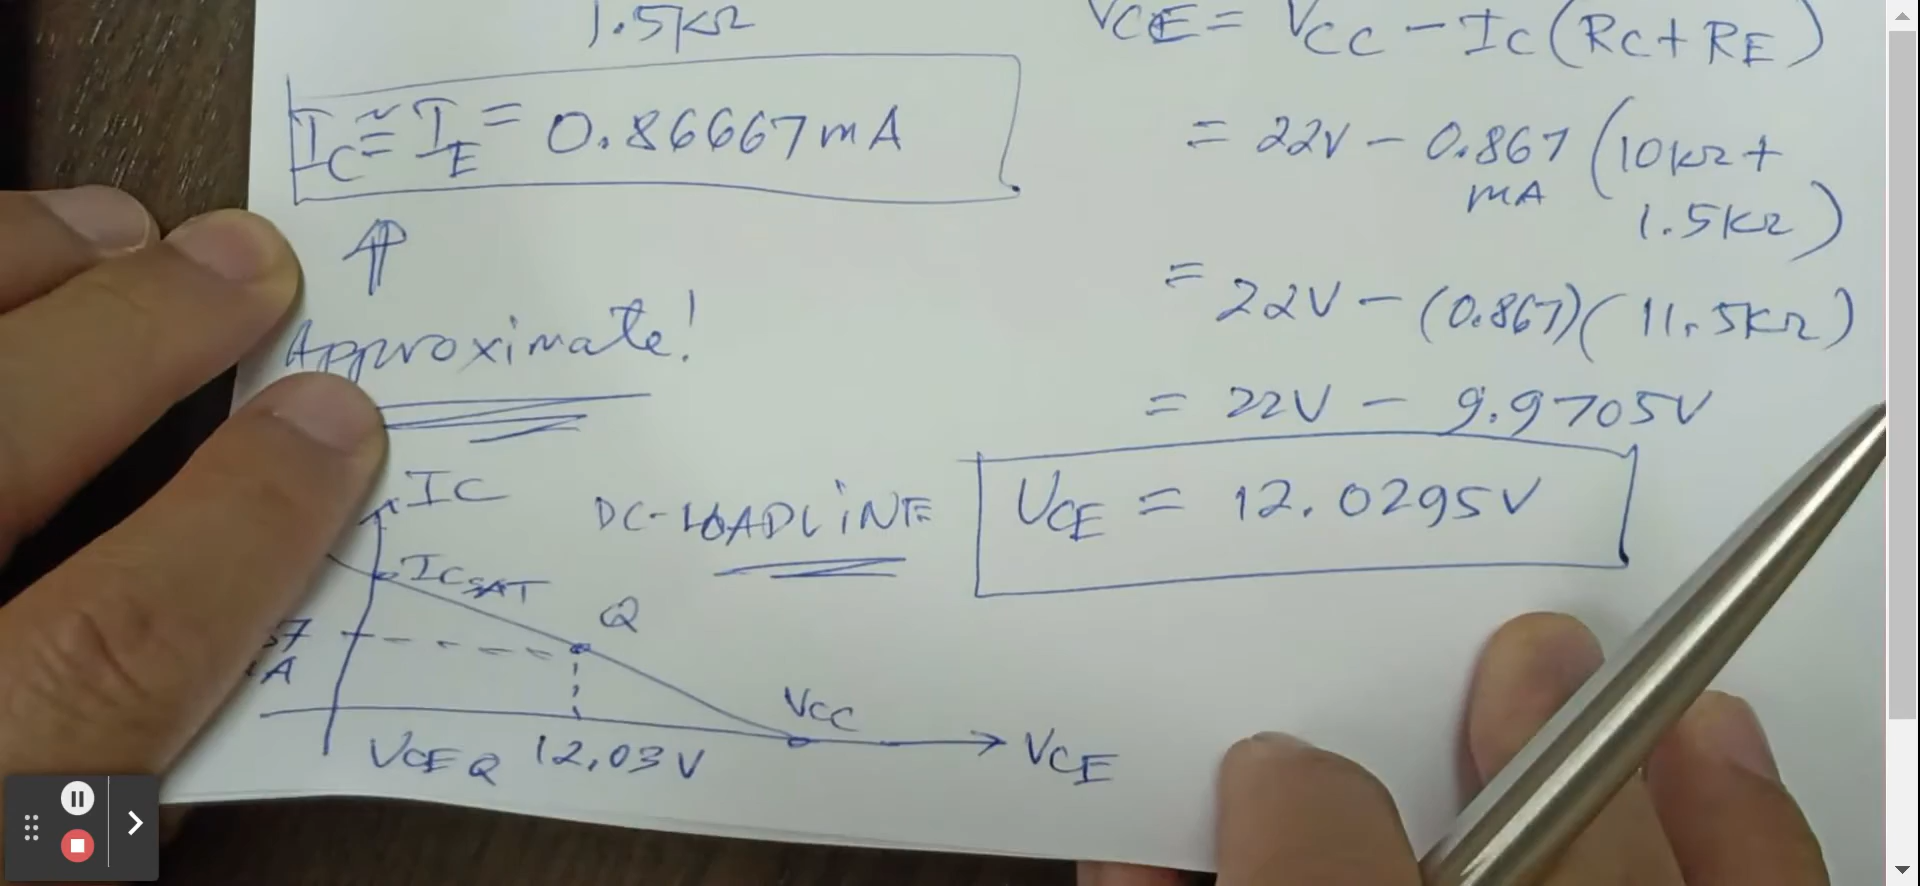 1.5KΩ
IC ≅ IE = 0.86667mA
Approximate!
VCE = VCC - IC(RC + RE)
= 22V - 0.867 mA (10KΩ +
1.5KΩ)
= 22V - (0.867)(11.5KΩ)
= 22V - 9.9705V
VCE = 12.0295V
DC-LOADLINE
IC
ICSAT
Q
A
VCC
VCEQ 12.03V
VCE